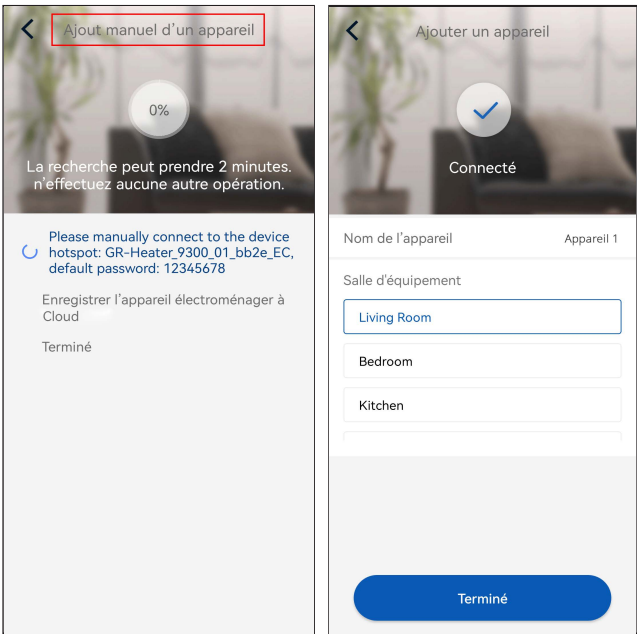 Ajout manuel d’un appareil
0%
La recherche peut prendre 2 minutes.
n’effectuez aucune autre opération.
Please manually connect to the device
hotspot: GR-Heater_9300_01_bb2e_EC,
default password: 12345678
Enregistrer l’appareil électroménager à
Cloud
Terminé
Ajouter un appareil
Connecté
Nom de l’appareil Appareil 1
Salle d'équipement
Living Room
Bedroom
Kitchen
Terminé